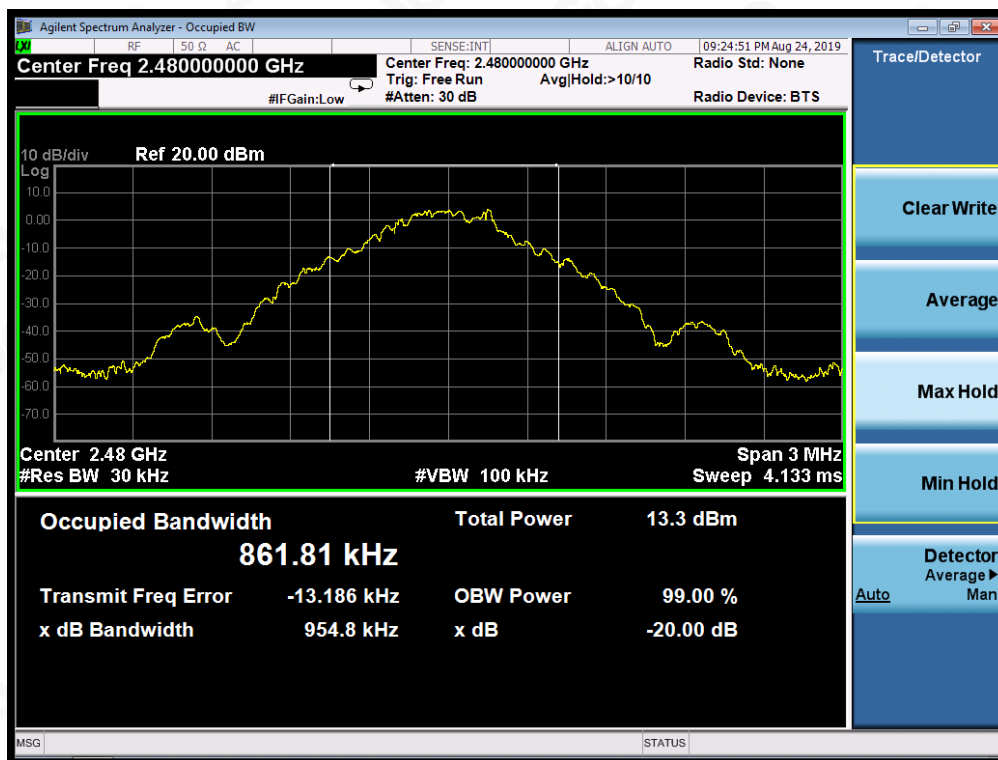 Agilent Spectrum Analyzer - Occupied BW
LXI RF 50 Ω AC SENSE:INT ALIGN AUTO 09:24:51 PM Aug 24, 2019
Center Freq 2.480000000 GHz
Center Freq: 2.480000000 GHz
Radio Std: None
Trig: Free Run
Avg|Hold:>10/10
#IFGain:Low
#Atten: 30 dB
Radio Device: BTS
10 dB/div
Ref 20.00 dBm
Log
10.0
0.00
-10.0
-20.0
-30.0
-40.0
-50.0
-60.0
-70.0
Center 2.48 GHz
Span 3 MHz
#Res BW 30 kHz
#VBW 100 kHz
Sweep 4.133 ms
Occupied Bandwidth
Total Power 13.3 dBm
861.81 kHz
Transmit Freq Error -13.186 kHz
OBW Power 99.00 %
x dB Bandwidth 954.8 kHz
x dB -20.00 dB
MSG
STATUS
Trace/Detector
Clear Write
Average
Max Hold
Min Hold
Detector
Average
Auto Man